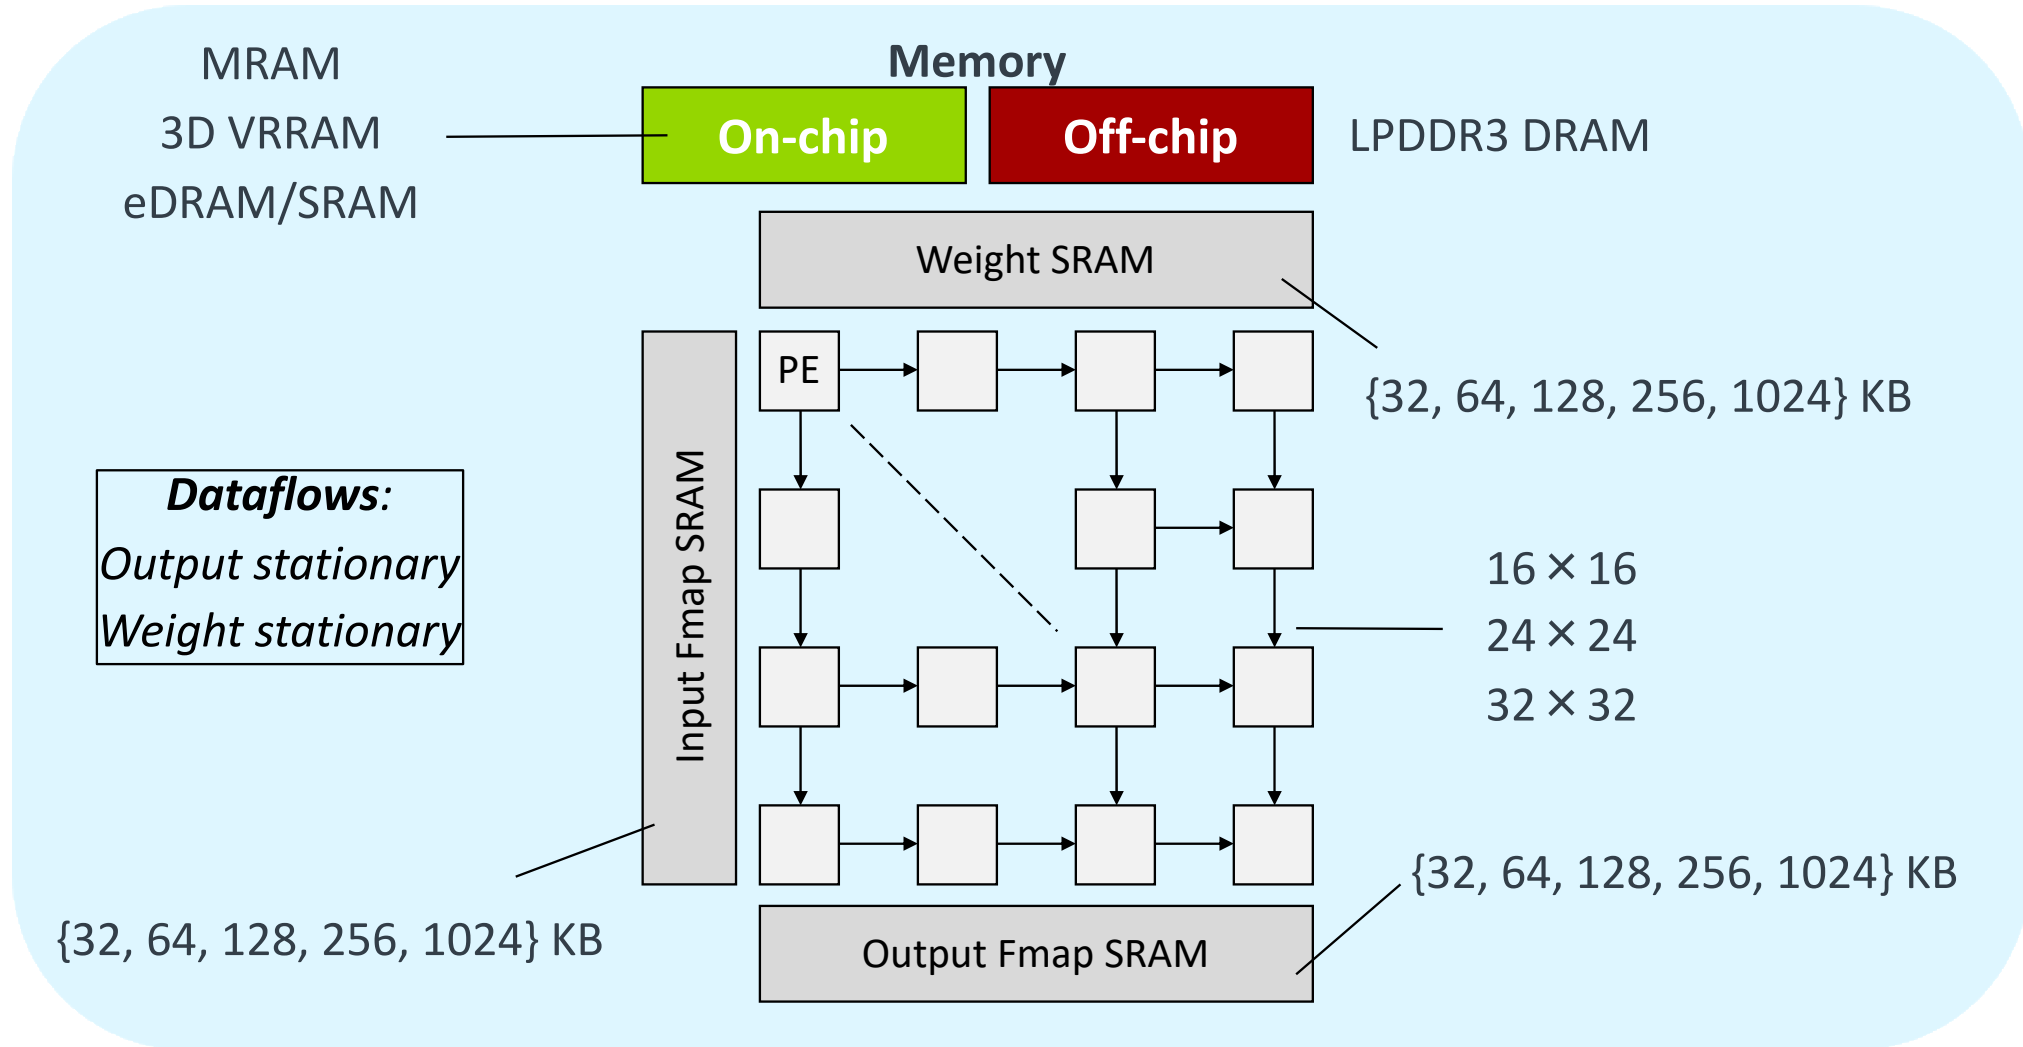 Memory
MRAM
3D VRRAM
eDRAM/SRAM
On-chip
Off-chip
LPDDR3 DRAM
Weight SRAM
{32, 64, 128, 256, 1024} KB
PE
Input Fmap SRAM
Dataflows:
Output stationary
Weight stationary
16 × 16
24 × 24
32 × 32
{32, 64, 128, 256, 1024} KB
{32, 64, 128, 256, 1024} KB
Output Fmap SRAM